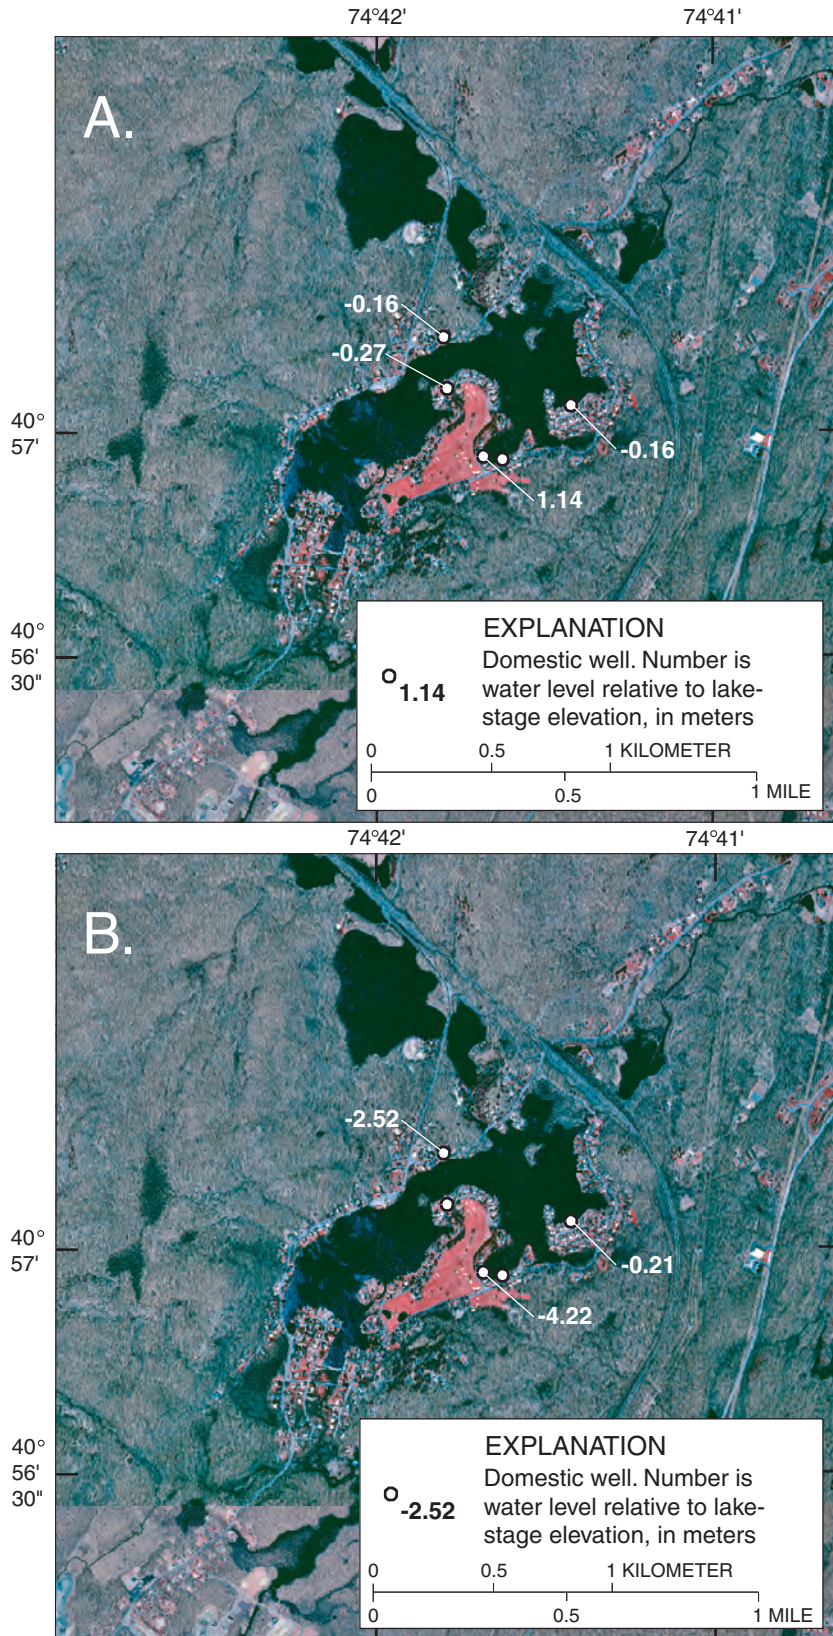 74°42' 74°41'
A.
-0.16
-0.27
40°
57'
-0.16
1.14
40°
56'
30"
EXPLANATION
1.14
Domestic well. Number is
water level relative to lake-
stage elevation, in meters
0 0.5 1 KILOMETER
0 0.5 1 MILE
74°42' 74°41'
B.
-2.52
40°
57'
-0.21
-4.22
40°
56'
30"
EXPLANATION
-2.52
Domestic well. Number is
water level relative to lake-
stage elevation, in meters
0 0.5 1 KILOMETER
0 0.5 1 MILE